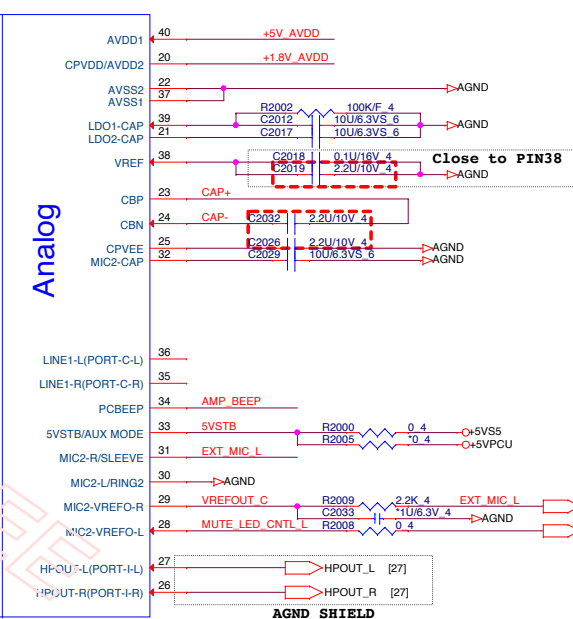 AVDD1 40 +5V_AVDD
CPVDD/AVDD2 20 +1.8V_AVDD
AVSS2 22 AGND
AVSS1 37
R2002 100K/F_4
LDO1-CAP 39 C2012 10U/6.3VS_6 AGND
LDO2-CAP 21 C2017 10U/6.3VS_6
VREF 38 C2018 0.1U/16V_4 Close to PIN38
C2019 2.2U/10V_4 AGND
CBP 23 CAP+
CBN 24 CAP- C2032 2.2U/10V_4
CPVEE 25 C2026 2.2U/10V_4 AGND
MIC2-CAP 32 C2029 10U/6.3VS_6 AGND
Analog
LINE1-L(PORT-C-L) 36
LINE1-R(PORT-C-R) 35
PCBEEP 34 AMP_BEEP
5VSTB/AUX MODE 33 5VSTB R2000 0_4 +5VS5
R2005 *0_4 +5VPCU
MIC2-R/SLEEVE 31 EXT_MIC_L
MIC2-L/RING2 30 AGND
MIC2-VREFO-R 29 VREFOUT_C R2009 2.2K_4 EXT_MIC_L
C2033 *1U/6.3V_4 AGND
MIC2-VREFO-L 28 MUTE_LED_CNTL_L R2008 0_4
HPOUT-L(PORT-I-L) 27 HPOUT_L [27]
HPOUT-R(PORT-I-R) 26 HPOUT_R [27]
AGND SHIELD